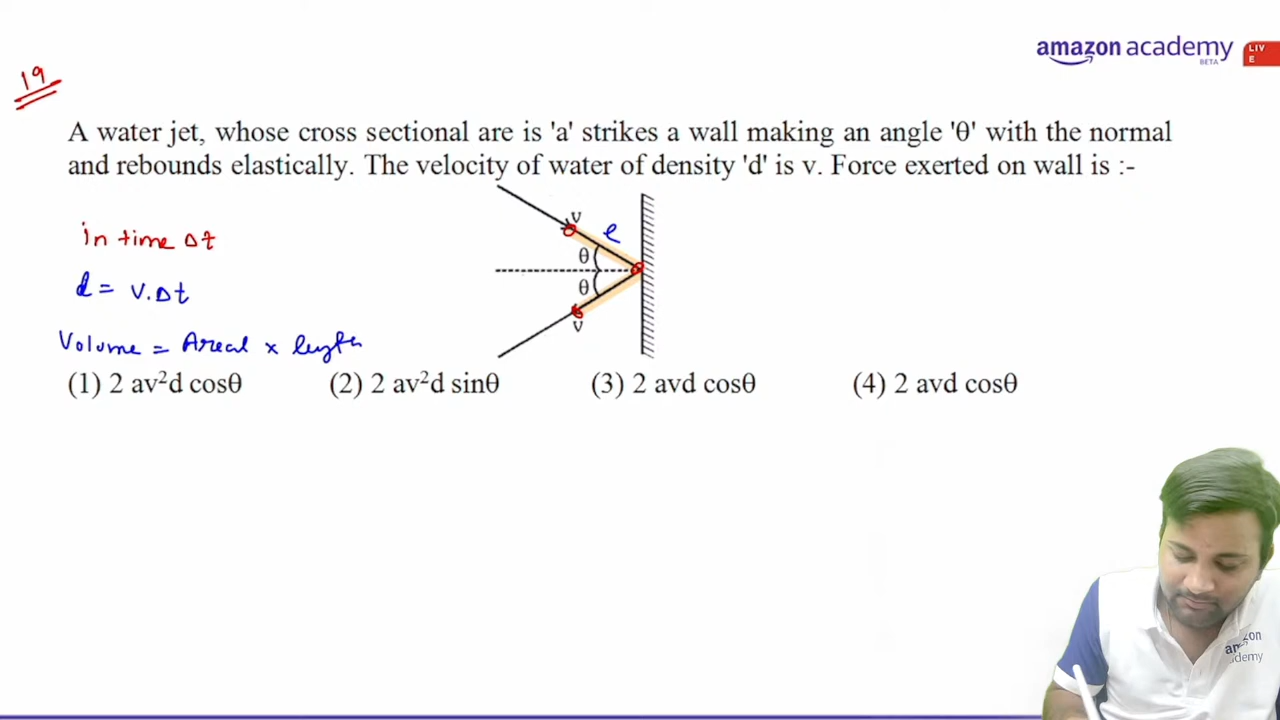 amazon academy
BETA
LIV
E
19
A water jet, whose cross sectional are is 'a' strikes a wall making an angle 'θ' with the normal
and rebounds elastically. The velocity of water of density 'd' is v. Force exerted on wall is :-
in time Δt
d = v.Δt
Volume = Area × length
v
l
θ
θ
v
(1) 2 av²d cosθ (2) 2 av²d sinθ (3) 2 avd cosθ (4) 2 avd cosθ
amazon
academy